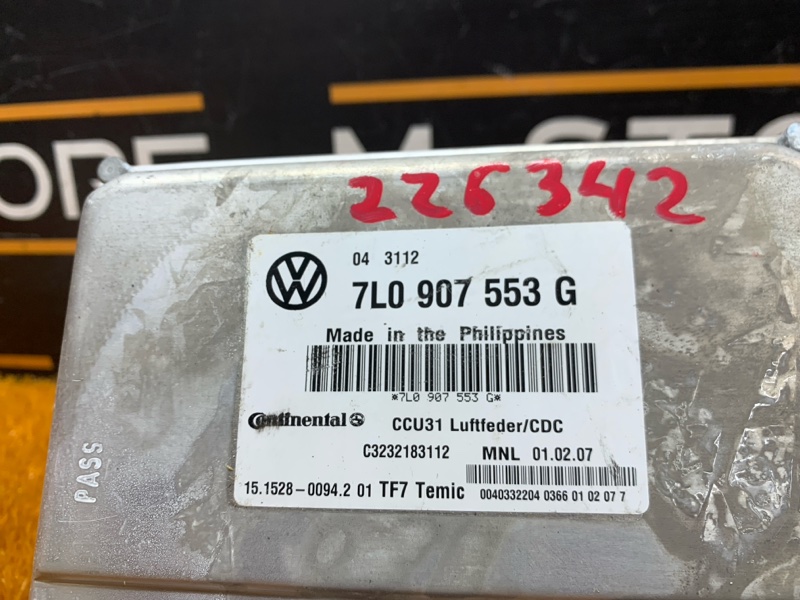 M STO
226342
04 3112
7L0 907 553 G
Made in the Philippines
*7L0 907 553 G*
Continental
CCU31 Luftfeder/CDC
C3232183112
MNL 01.02.07
15.1528-0094.2 01 TF7 Temic
0040332204 0366 01 02 07 7
PASS